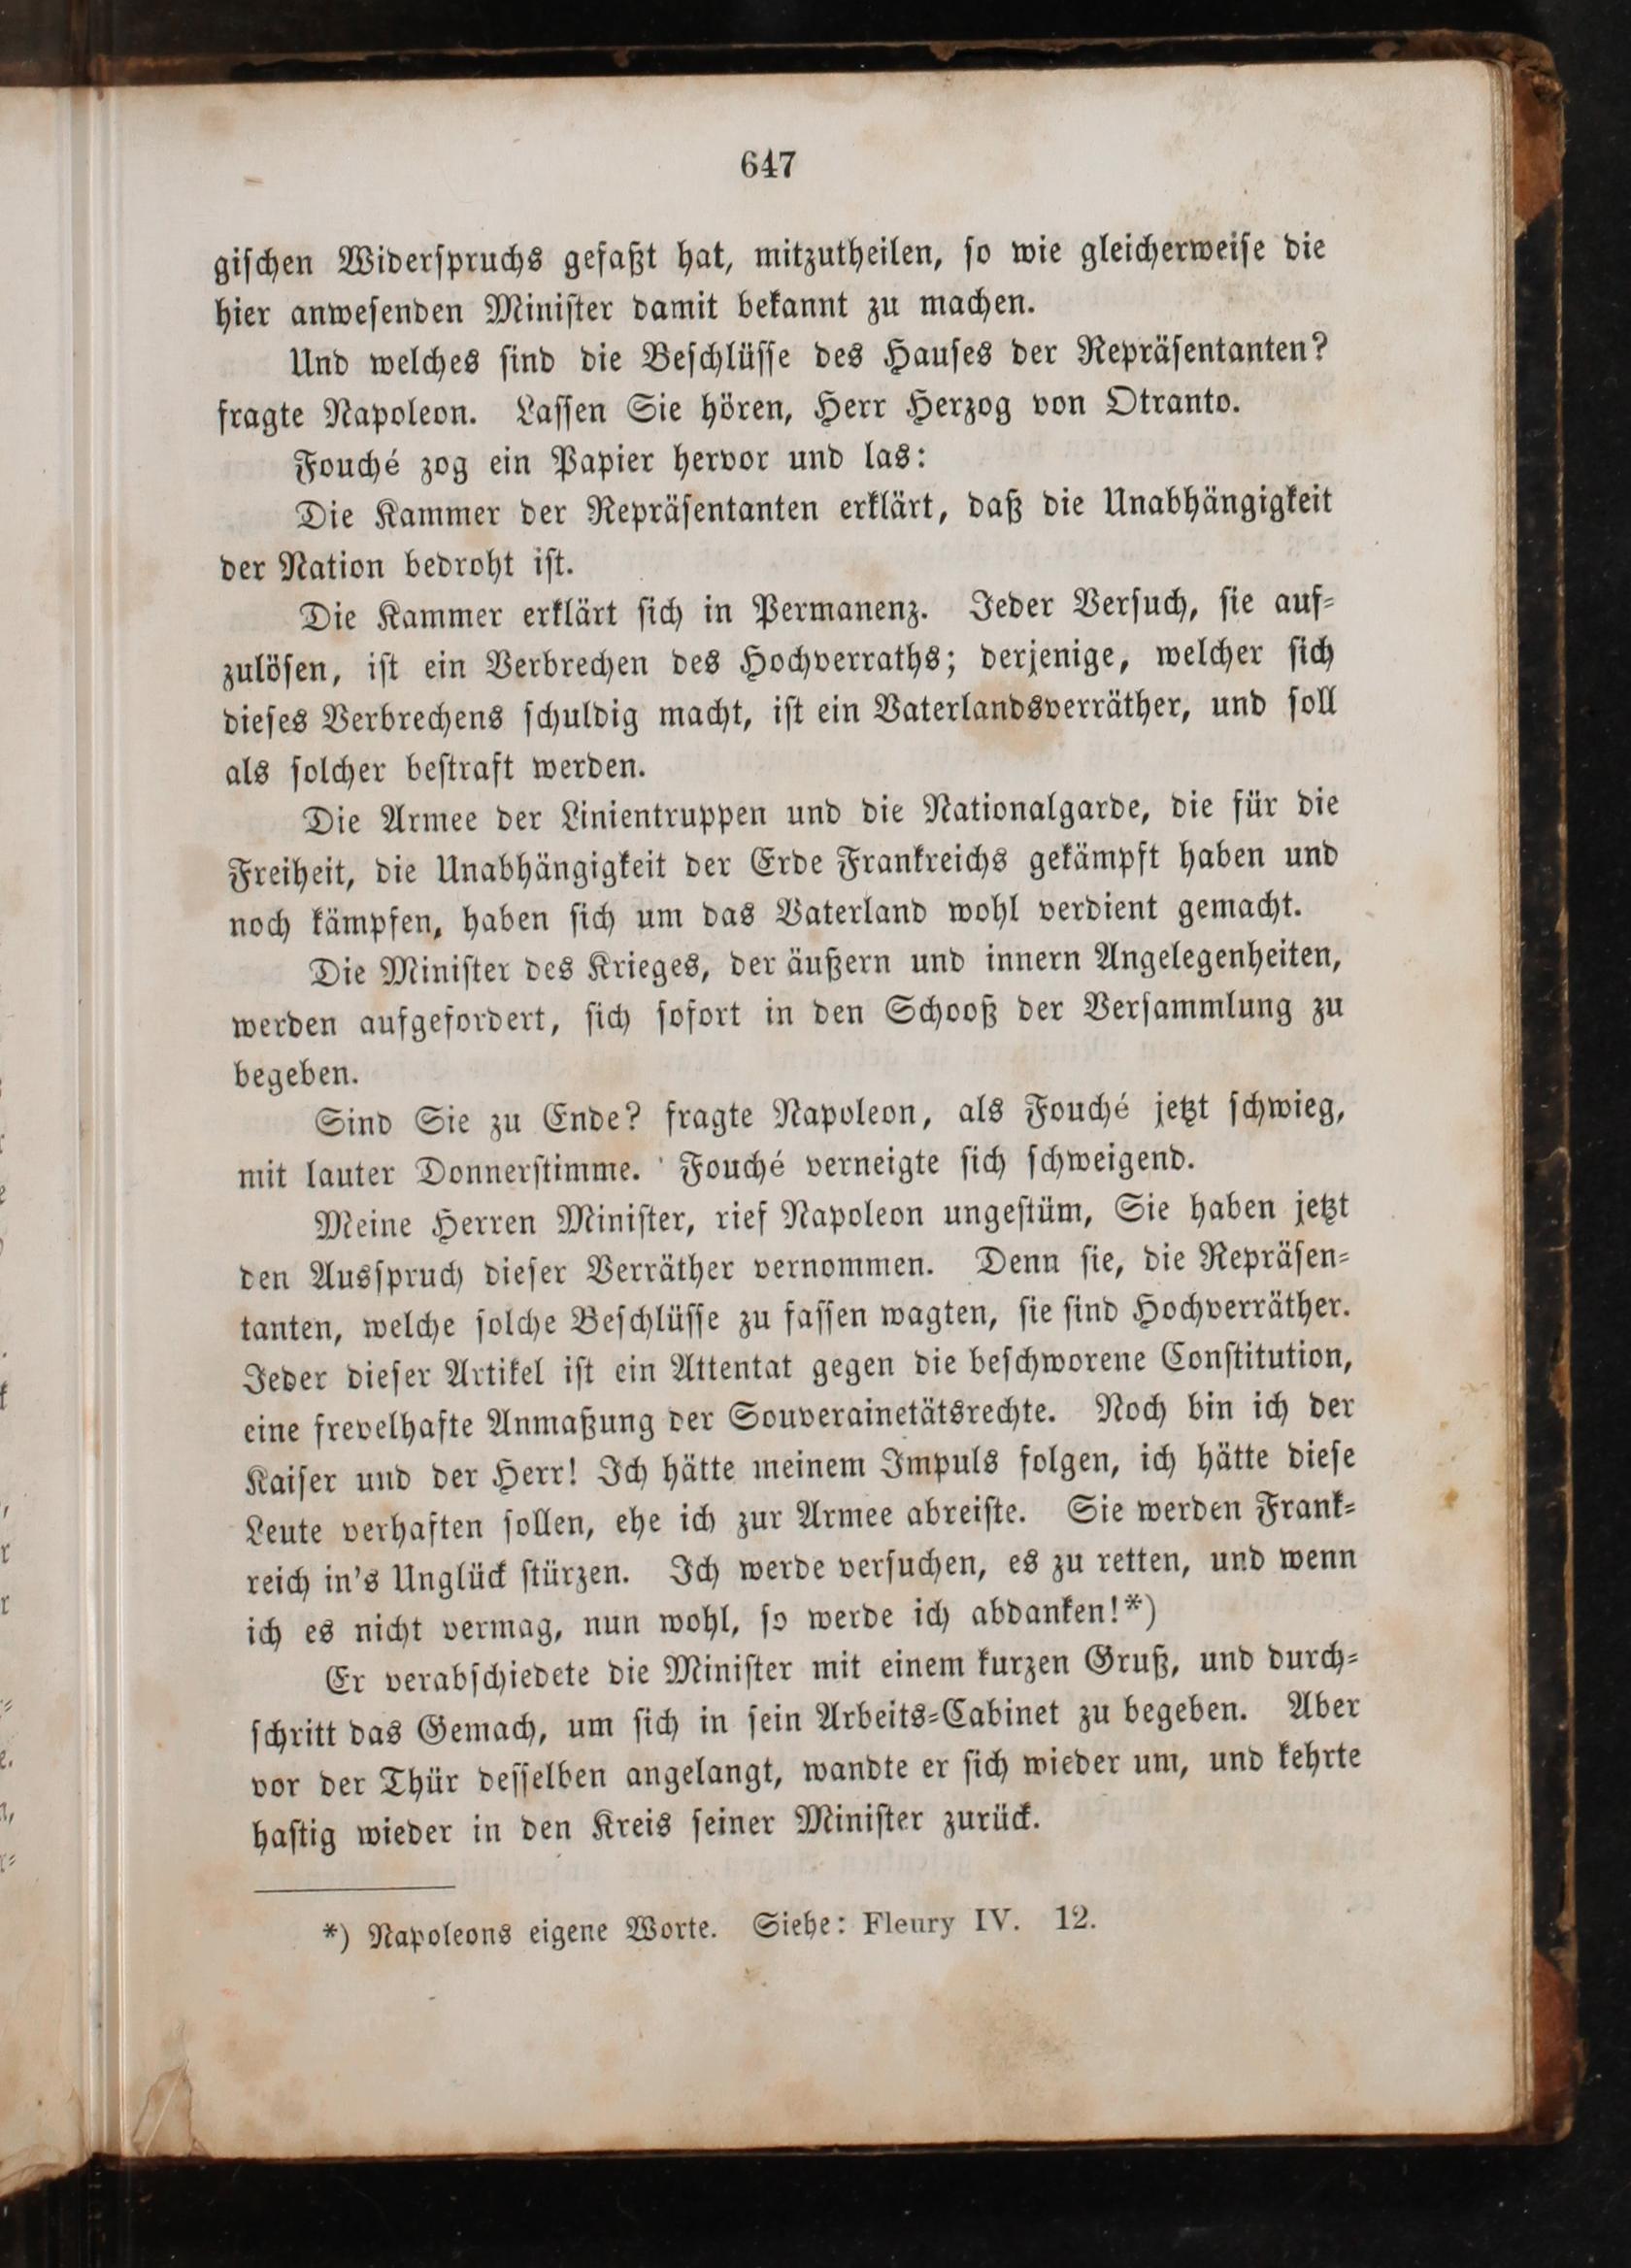 647
gischen Widerspruchs gefaßt hat, mitzutheilen, so wie gleicherweise die
hier anwesenden Minister damit bekannt zu machen.
Und welches sind die Beschlüsse des Hauses der Repräsentanten?
fragte Napoleon. Lassen Sie hören, Herr Herzog von Otranto.
Fouché zog ein Papier hervor und las:
Die Kammer der Repräsentanten erklärt, daß die Unabhängigkeit
der Nation bedroht ist.
Die Kammer erklärt sich in Permanenz. Jeder Versuch, sie auf-
zulösen, ist ein Verbrechen des Hochverraths; derjenige, welcher sich
dieses Verbrechens schuldig macht, ist ein Vaterlandsverräther, und soll
als solcher bestraft werden.
Die Armee der Linientruppen und die Nationalgarde, die für die
Freiheit, die Unabhängigkeit der Erde Frankreichs gekämpft haben und
noch kämpfen, haben sich um das Vaterland wohl verdient gemacht.
Die Minister des Krieges, der äußern und innern Angelegenheiten,
werden aufgefordert, sich sofort in den Schooß der Versammlung zu
begeben.
Sind Sie zu Ende? fragte Napoleon, als Fouché jetzt schwieg,
mit lauter Donnerstimme. Fouché verneigte sich schweigend.
Meine Herren Minister, rief Napoleon ungestüm, Sie haben jetzt
den Ausspruch dieser Verräther vernommen. Denn sie, die Repräsen-
tanten, welche solche Beschlüsse zu fassen wagten, sie sind Hochverräther.
Jeder dieser Artikel ist ein Attentat gegen die beschworene Constitution,
eine frevelhafte Anmaßung der Souverainetätsrechte. Noch bin ich der
Kaiser und der Herr! Ich hätte meinem Impuls folgen, ich hätte diese
Leute verhaften sollen, ehe ich zur Armee abreiste. Sie werden Frank-
reich in's Unglück stürzen. Ich werde versuchen, es zu retten, und wenn
ich es nicht vermag, nun wohl, so werde ich abdanken!*)
Er verabschiedete die Minister mit einem kurzen Gruß, und durch-
schritt das Gemach, um sich in sein Arbeits-Cabinet zu begeben. Aber
vor der Thür desselben angelangt, wandte er sich wieder um, und kehrte
hastig wieder in den Kreis seiner Minister zurück.
*) Napoleons eigene Worte. Siehe: Fleury IV. 12.